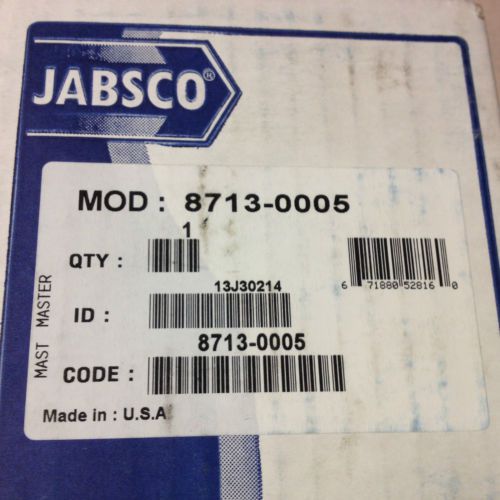 JABSCO®
MOD : 8713-0005
1
QTY :
6 71880 52816 0
13J30214
ID :
8713-0005
CODE :
Made in : U.S.A
MAST MASTER